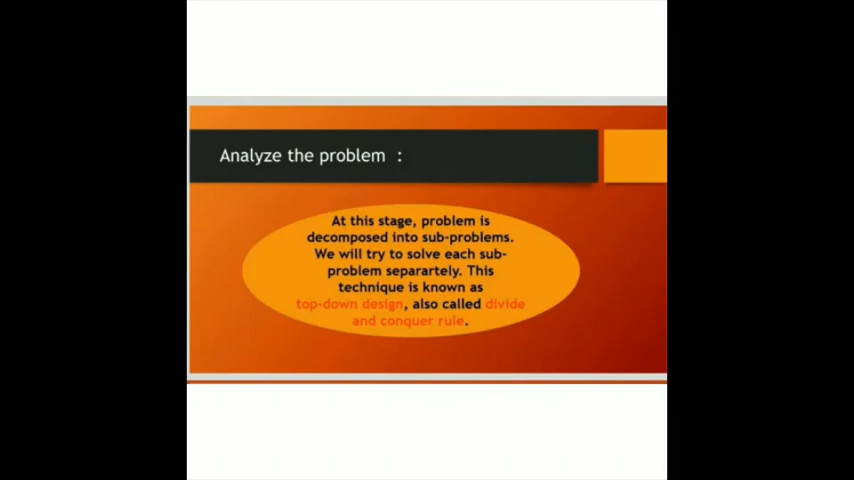 Analyze the problem :
At this stage, problem is
decomposed into sub-problems.
We will try to solve each sub-
problem separartely. This
technique is known as
top-down design, also called divide
and conquer rule.